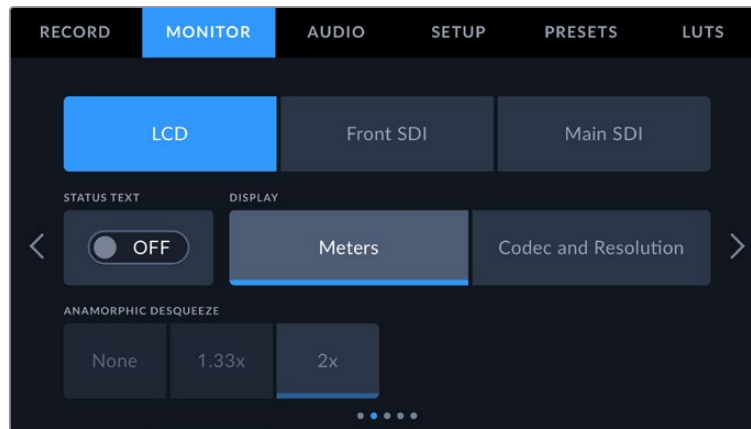 RECORD MONITOR AUDIO SETUP PRESETS LUTS
LCD Front SDI Main SDI
STATUS TEXT DISPLAY
OFF Meters Codec and Resolution
ANAMORPHIC DESQUEEZE
None 1.33x 2x